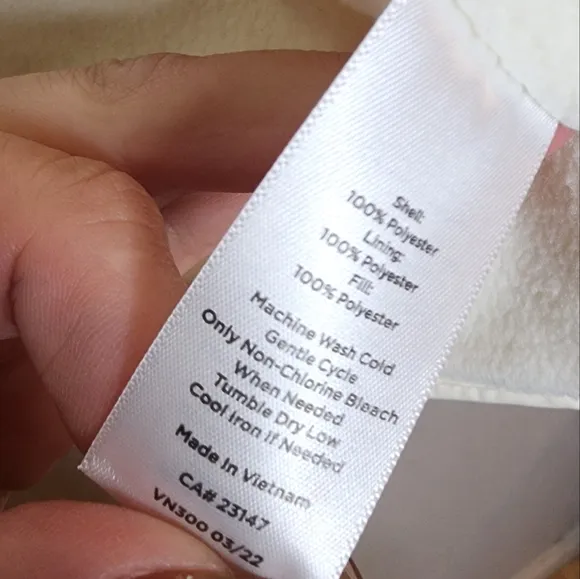 Shell:
100% Polyester
Lining:
100% Polyester
Fill:
100% Polyester
Machine Wash Cold
Gentle Cycle
Only Non-Chlorine Bleach
When Needed
Tumble Dry Low
Cool Iron If Needed
Made In Vietnam
CA# 23147
VN300 03/22